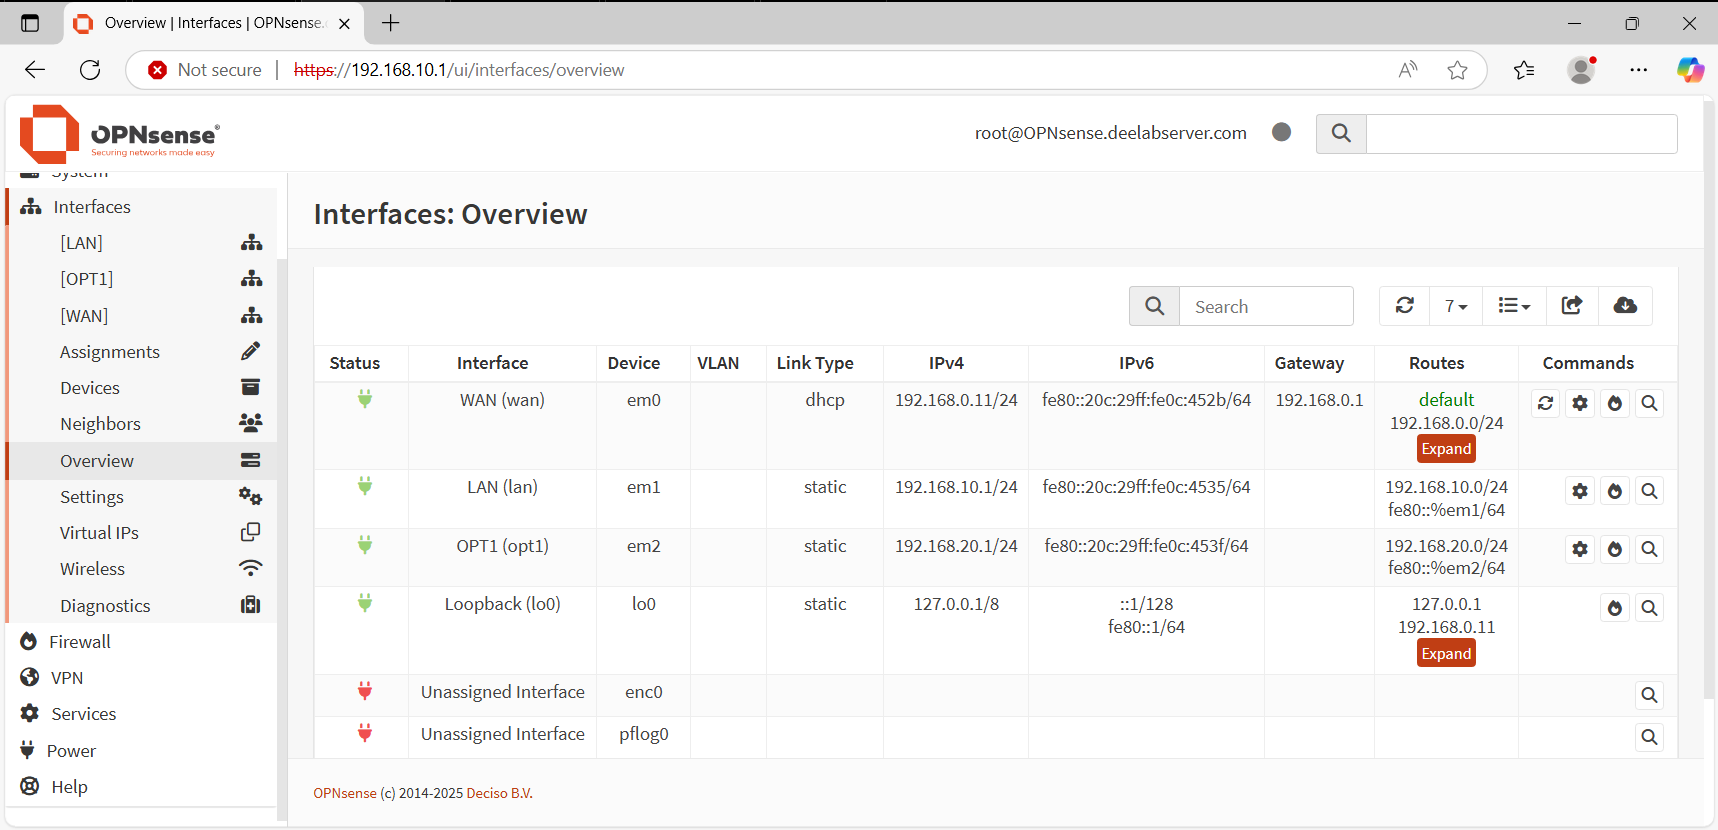 Overview | Interfaces | OPNsense.
Not secure | https://192.168.10.1/ui/interfaces/overview
OPNsense®
Securing networks made easy
root@OPNsense.deelabserver.com
System
Interfaces
[LAN]
[OPT1]
[WAN]
Assignments
Devices
Neighbors
Overview
Settings
Virtual IPs
Wireless
Diagnostics
Firewall
VPN
Services
Power
Help
Interfaces: Overview
Search
7
Status Interface Device VLAN Link Type IPv4 IPv6 Gateway Routes Commands
WAN (wan) em0 dhcp 192.168.0.11/24 fe80::20c:29ff:fe0c:452b/64 192.168.0.1 default
192.168.0.0/24
Expand
LAN (lan) em1 static 192.168.10.1/24 fe80::20c:29ff:fe0c:4535/64 192.168.10.0/24
fe80::%em1/64
OPT1 (opt1) em2 static 192.168.20.1/24 fe80::20c:29ff:fe0c:453f/64 192.168.20.0/24
fe80::%em2/64
Loopback (lo0) lo0 static 127.0.0.1/8 ::1/128 127.0.0.1
fe80::1/64 192.168.0.11
Expand
Unassigned Interface enc0
Unassigned Interface pflog0
OPNsense (c) 2014-2025 Deciso B.V.